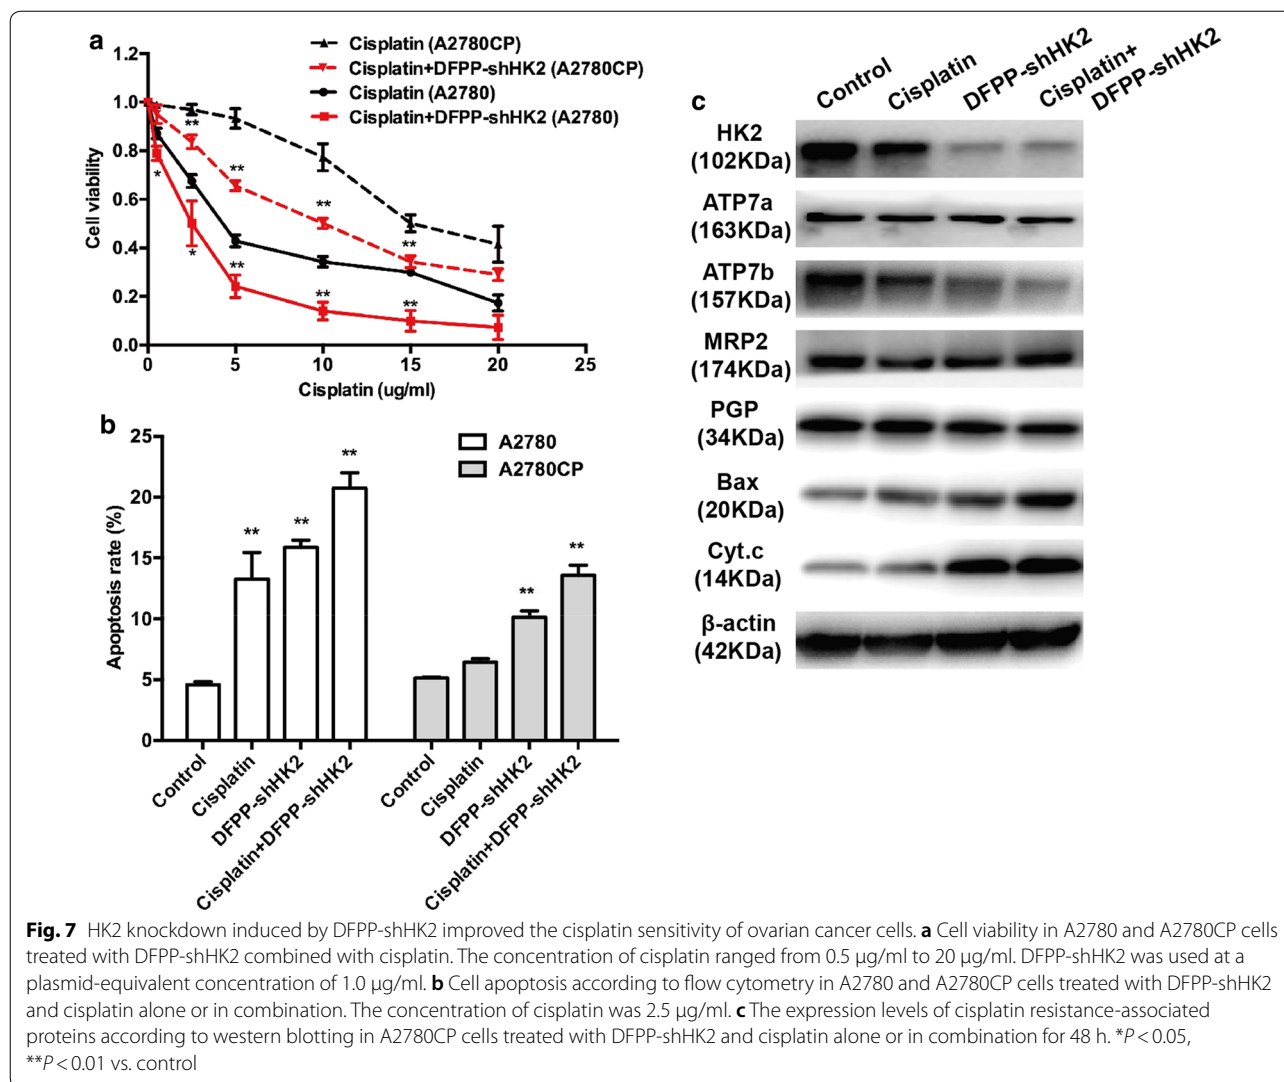 a
Cisplatin (A2780CP)
Cisplatin+DFPP-shHK2 (A2780CP)
Cisplatin (A2780)
Cisplatin+DFPP-shHK2 (A2780)
Cell viability
1.2
1.0
0.8
0.6
0.4
0.2
0.0
** ** ** **
* * ** ** **
0 5 10 15 20 25
Cisplatin (ug/ml)
b
A2780
A2780CP
Apoptosis rate (%)
25
20
15
10
5
0
** ** ** ** **
Control
Cisplatin
DFPP-shHK2
Cisplatin+DFPP-shHK2
Control
Cisplatin
DFPP-shHK2
Cisplatin+DFPP-shHK2
c
Control
Cisplatin
DFPP-shHK2
Cisplatin+
DFPP-shHK2
HK2
(102KDa)
ATP7a
(163KDa)
ATP7b
(157KDa)
MRP2
(174KDa)
PGP
(34KDa)
Bax
(20KDa)
Cyt.c
(14KDa)
β-actin
(42KDa)
Fig. 7 HK2 knockdown induced by DFPP-shHK2 improved the cisplatin sensitivity of ovarian cancer cells. a Cell viability in A2780 and A2780CP cells
treated with DFPP-shHK2 combined with cisplatin. The concentration of cisplatin ranged from 0.5 μg/ml to 20 μg/ml. DFPP-shHK2 was used at a
plasmid-equivalent concentration of 1.0 μg/ml. b Cell apoptosis according to flow cytometry in A2780 and A2780CP cells treated with DFPP-shHK2
and cisplatin alone or in combination. The concentration of cisplatin was 2.5 μg/ml. c The expression levels of cisplatin resistance-associated
proteins according to western blotting in A2780CP cells treated with DFPP-shHK2 and cisplatin alone or in combination for 48 h. *P < 0.05,
**P < 0.01 vs. control